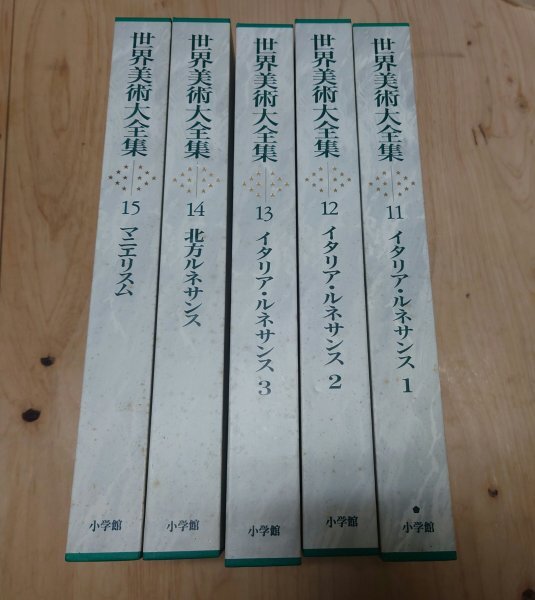 世界美術大全集
15
マニエリスム
小学館
世界美術大全集
14
北方ルネサンス
小学館
世界美術大全集
13
イタリア・ルネサンス 3
小学館
世界美術大全集
12
イタリア・ルネサンス 2
小学館
世界美術大全集
11
イタリア・ルネサンス 1
小学館